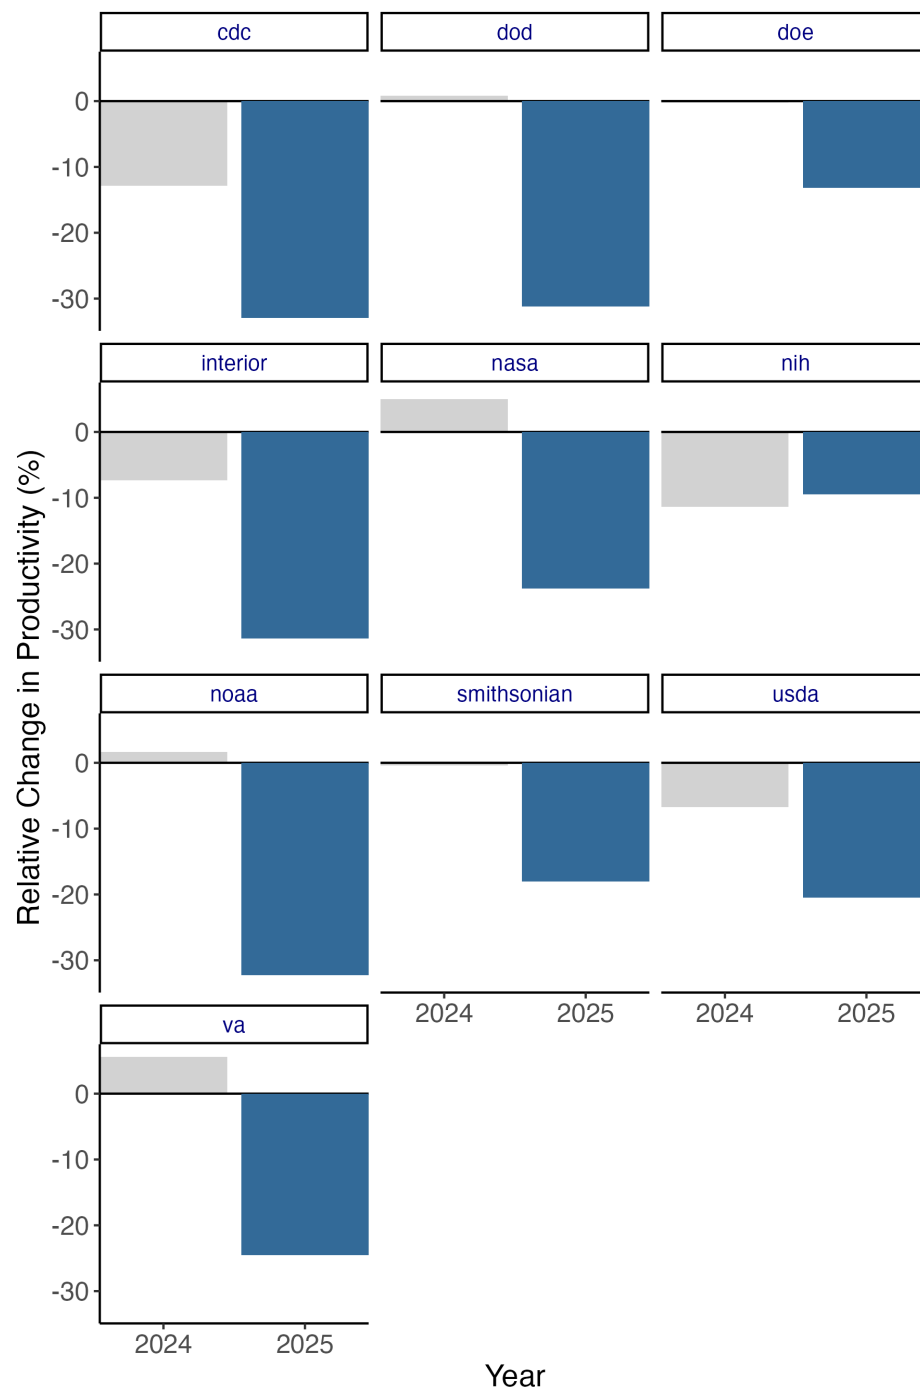 cdc
dod
doe
0
-10
-20
-30
interior
nasa
nih
0
-10
-20
-30
noaa
smithsonian
usda
0
-10
-20
-30
2024
2025
2024
2025
va
0
-10
-20
-30
2024
2025
Relative Change in Productivity (%)
Year